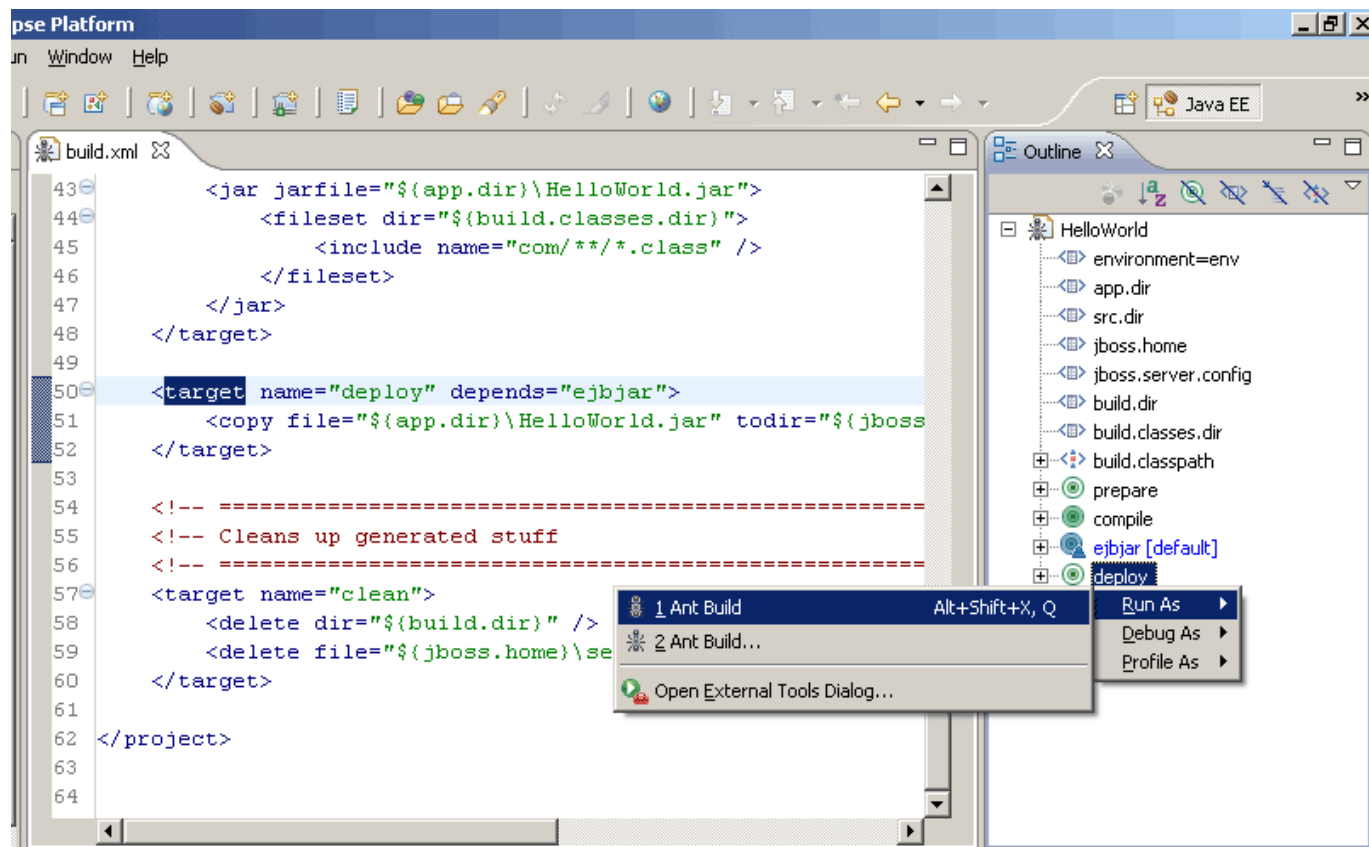 pse Platform
un Window Help
Java EE
»
build.xml
43 <jar jarfile="${app.dir}\HelloWorld.jar">
44 <fileset dir="${build.classes.dir}">
45 <include name="com/**/*.class" />
46 </fileset>
47 </jar>
48 </target>
49
50 <target name="deploy" depends="ejbjar">
51 <copy file="${app.dir}\HelloWorld.jar" todir="${jboss
52 </target>
53
54 <!-- ====================================================
55 <!-- Cleans up generated stuff
56 <!-- ====================================================
57 <target name="clean">
58 <delete dir="${build.dir}" />
59 <delete file="${jboss.home}\se
60 </target>
61
62 </project>
63
64
Outline
HelloWorld
environment=env
app.dir
src.dir
jboss.home
jboss.server.config
build.dir
build.classes.dir
build.classpath
prepare
compile
ejbjar [default]
deploy
1 Ant Build Alt+Shift+X, Q
2 Ant Build...
Open External Tools Dialog...
Run As
Debug As
Profile As